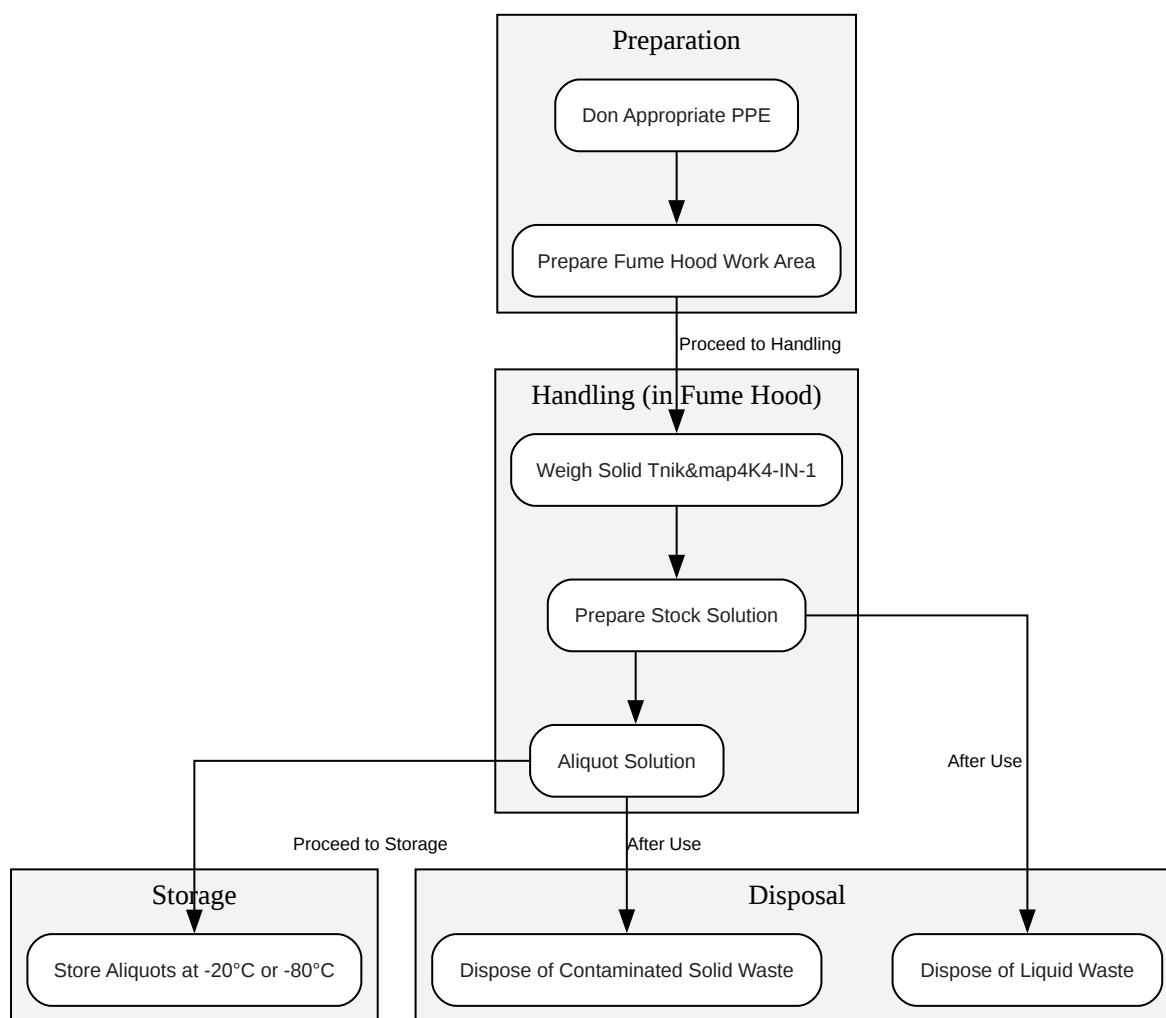 Preparation
Don Appropriate PPE
Prepare Fume Hood Work Area
Proceed to Handling
Handling (in Fume Hood)
Weigh Solid Tnik&map4K4-IN-1
Prepare Stock Solution
Aliquot Solution
After Use
Proceed to Storage
After Use
Storage
Disposal
Store Aliquots at -20°C or -80°C
Dispose of Contaminated Solid Waste
Dispose of Liquid Waste